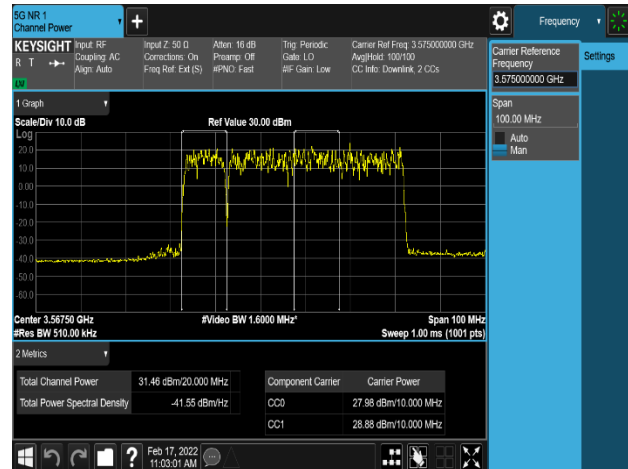 5G NR 1
Channel Power
Frequency
KEYSIGHT
R T
Input: RF
Coupling: AC
Align: Auto
Input Z: 50 Ω
Corrections: On
Freq Ref: Ext (S)
Atten: 16 dB
Preamp: Off
#PNO: Fast
Trig: Periodic
Gate: LO
#IF Gain: Low
Carrier Ref Freq: 3.575000000 GHz
Avg|Hold: 100/100
CC Info: Downlink, 2 CCs
Carrier Reference
Frequency
3.575000000 GHz
Settings
Span
100.00 MHz
Auto
Man
1 Graph
Scale/Div 10.0 dB
Ref Value 30.00 dBm
Log
20.0
10.0
0.00
-10.0
-20.0
-30.0
-40.0
-50.0
-60.0
Center 3.56750 GHz
#Video BW 1.6000 MHz*
Span 100 MHz
#Res BW 510.00 kHz
Sweep 1.00 ms (1001 pts)
2 Metrics
Total Channel Power
31.46 dBm/20.000 MHz
Total Power Spectral Density
-41.55 dBm/Hz
Component Carrier
Carrier Power
CC0
27.98 dBm/10.000 MHz
CC1
28.88 dBm/10.000 MHz
?
Feb 17, 2022
11:03:01 AM